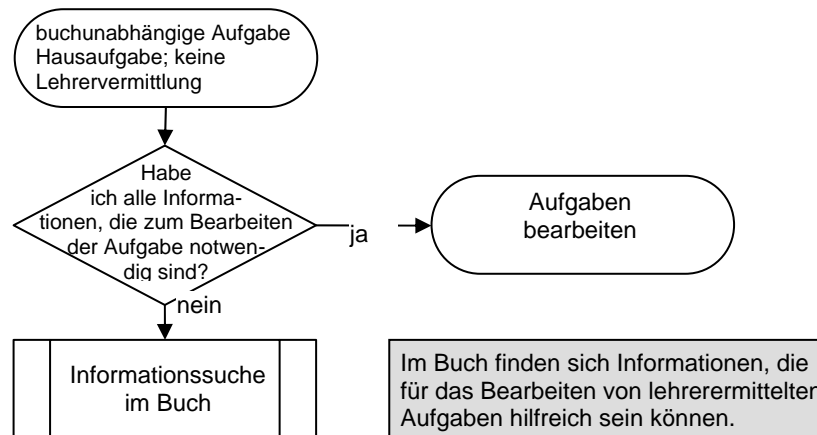 buchunabhängige Aufgabe
Hausaufgabe; keine
Lehrervermittlung
Habe
ich alle Informa-
tionen, die zum Bearbeiten
der Aufgabe notwen-
dig sind?
ja
Aufgaben
bearbeiten
nein
Informationssuche
im Buch
Im Buch finden sich Informationen, die
für das Bearbeiten von lehrerermittelten
Aufgaben hilfreich sein können.